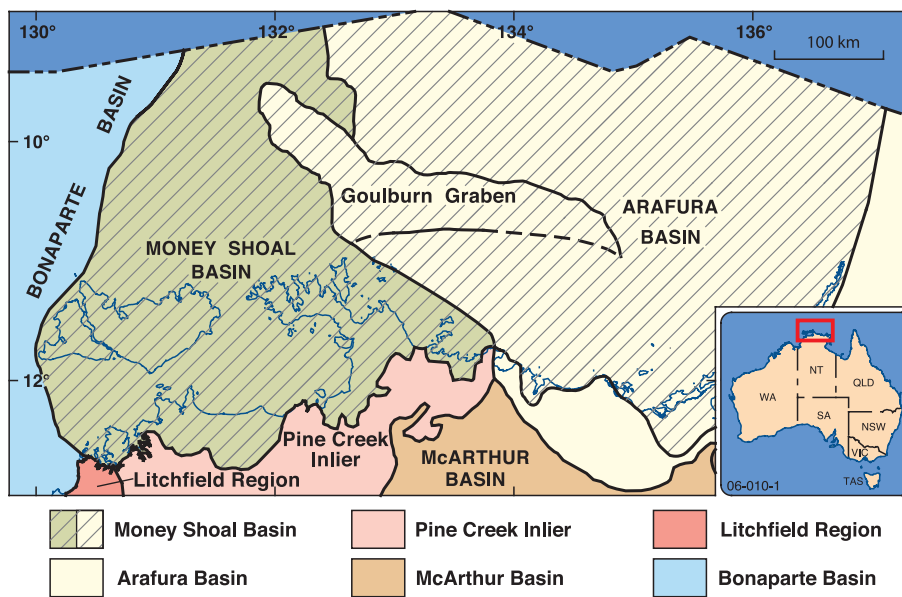 130°
132°
134°
136°
100 km
BONAPARTE BASIN
10°
Goulburn Graben
ARAFURA
BASIN
MONEY SHOAL
BASIN
12°
Pine Creek
Inlier
McARTHUR
BASIN
Litchfield Region
NT
QLD
WA
SA
NSW
VIC
TAS
06-010-1
Money Shoal Basin
Pine Creek Inlier
Litchfield Region
Arafura Basin
McArthur Basin
Bonaparte Basin